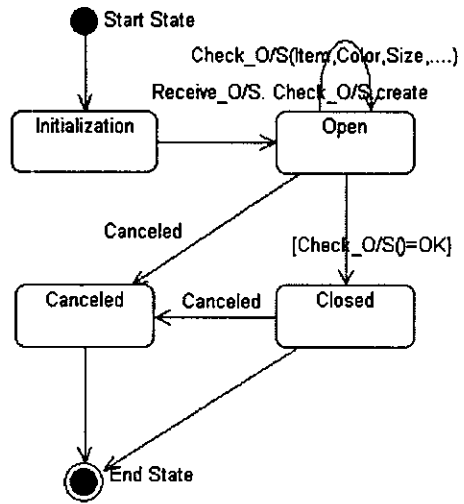 Start State
Check_O/S(Item,Color,Size,....)
Receive_O/S. Check_O/S.create
Initialization
Open
Canceled
[Check_O/S()=OK]
Canceled
Canceled
Closed
End State